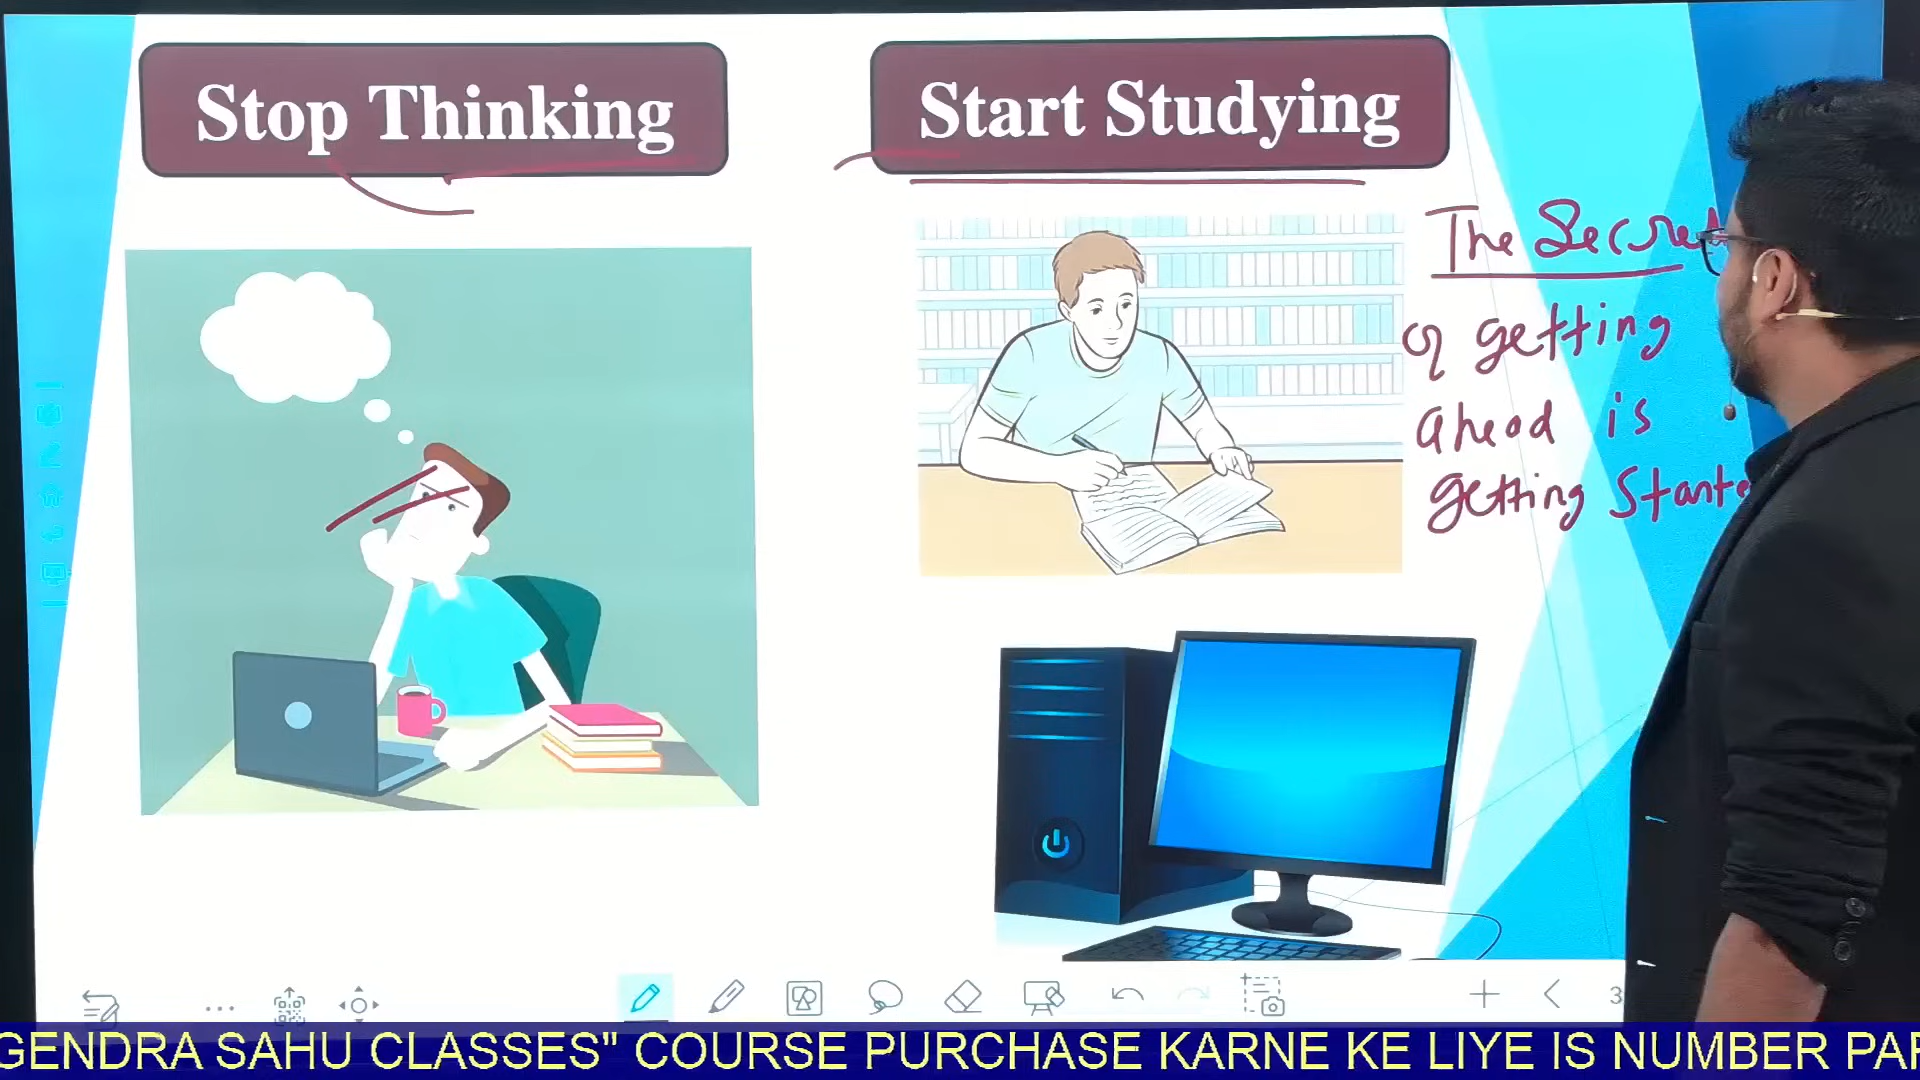 Stop Thinking
Start Studying
The Secret
of getting
Ahead is
getting Starte
3
GENDRA SAHU CLASSES" COURSE PURCHASE KARNE KE LIYE IS NUMBER PAR